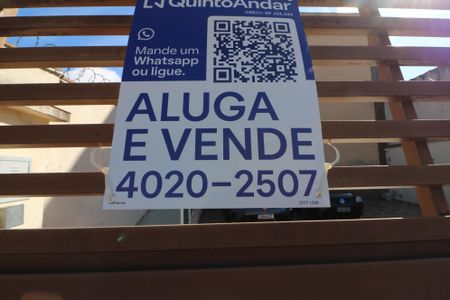 QuintoAndar
Mande um
Whatsapp
ou ligue.
ALUGA
E VENDE
4020-2507